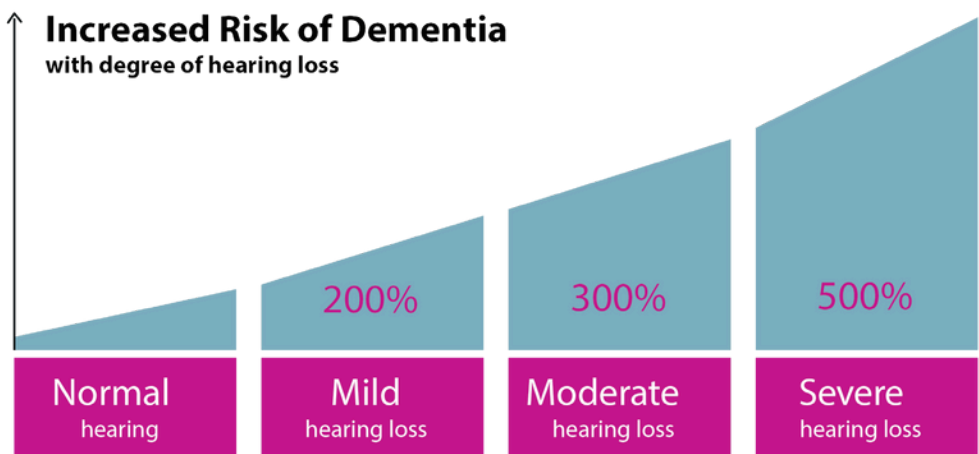 Increased Risk of Dementia
with degree of hearing loss
200%
300%
500%
Normal
hearing
Mild
hearing loss
Moderate
hearing loss
Severe
hearing loss